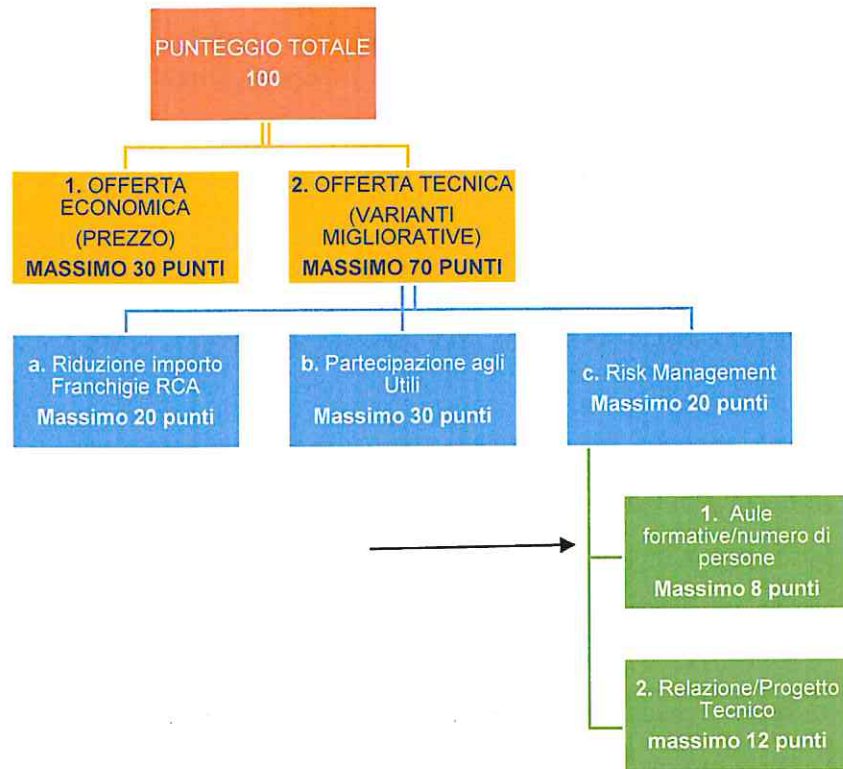 PUNTEGGIO TOTALE
100
1. OFFERTA
ECONOMICA
(PREZZO)
MASSIMO 30 PUNTI
2. OFFERTA TECNICA
(VARIANTI
MIGLIORATIVE)
MASSIMO 70 PUNTI
a. Riduzione importo
Franchigie RCA
Massimo 20 punti
b. Partecipazione agli
Utili
Massimo 30 punti
c. Risk Management
Massimo 20 punti
1. Aule
formative/numero di
persone
Massimo 8 punti
2. Relazione/Progetto
Tecnico
massimo 12 punti